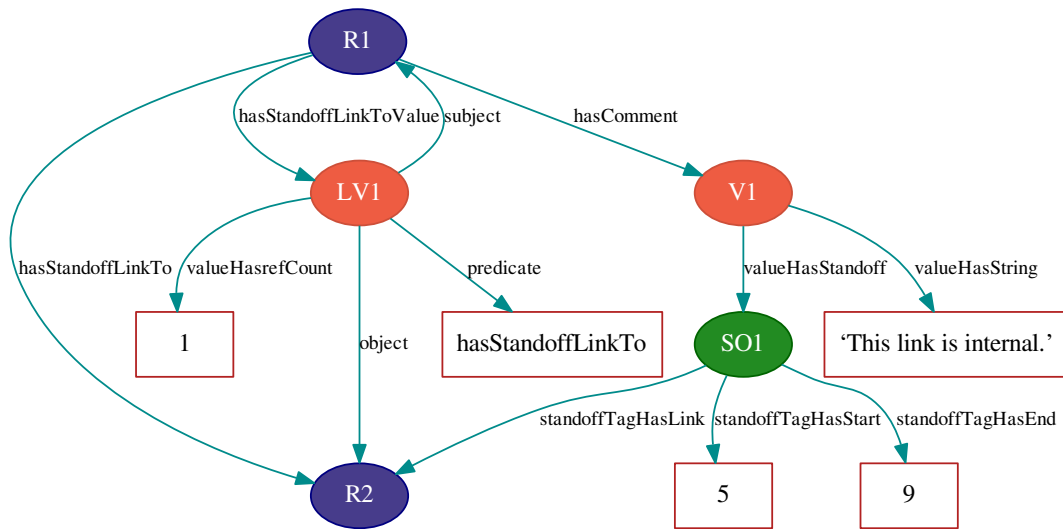 R1
hasStandoffLinkToValue
subject
hasComment
LV1
V1
hasStandoffLinkTo
valueHasrefCount
predicate
valueHasStandoff
valueHasString
1
object
hasStandoffLinkTo
SO1
‘This link is internal.’
standoffTagHasLink
standoffTagHasStart
standoffTagHasEnd
R2
5
9